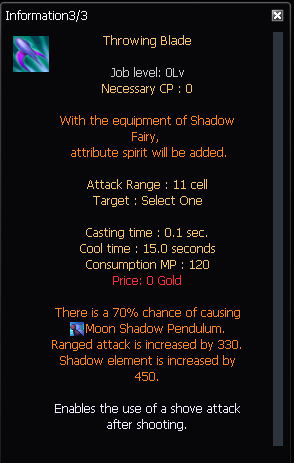 Information3/3
Throwing Blade
Job level: 0Lv
Necessary CP : 0
With the equipment of Shadow
Fairy,
attribute spirit will be added.
Attack Range : 11 cell
Target : Select One
Casting time : 0.1 sec.
Cool time : 15.0 seconds
Consumption MP : 120
Price: 0 Gold
There is a 70% chance of causing
Moon Shadow Pendulum.
Ranged attack is increased by 330.
Shadow element is increased by
450.
Enables the use of a shove attack
after shooting.